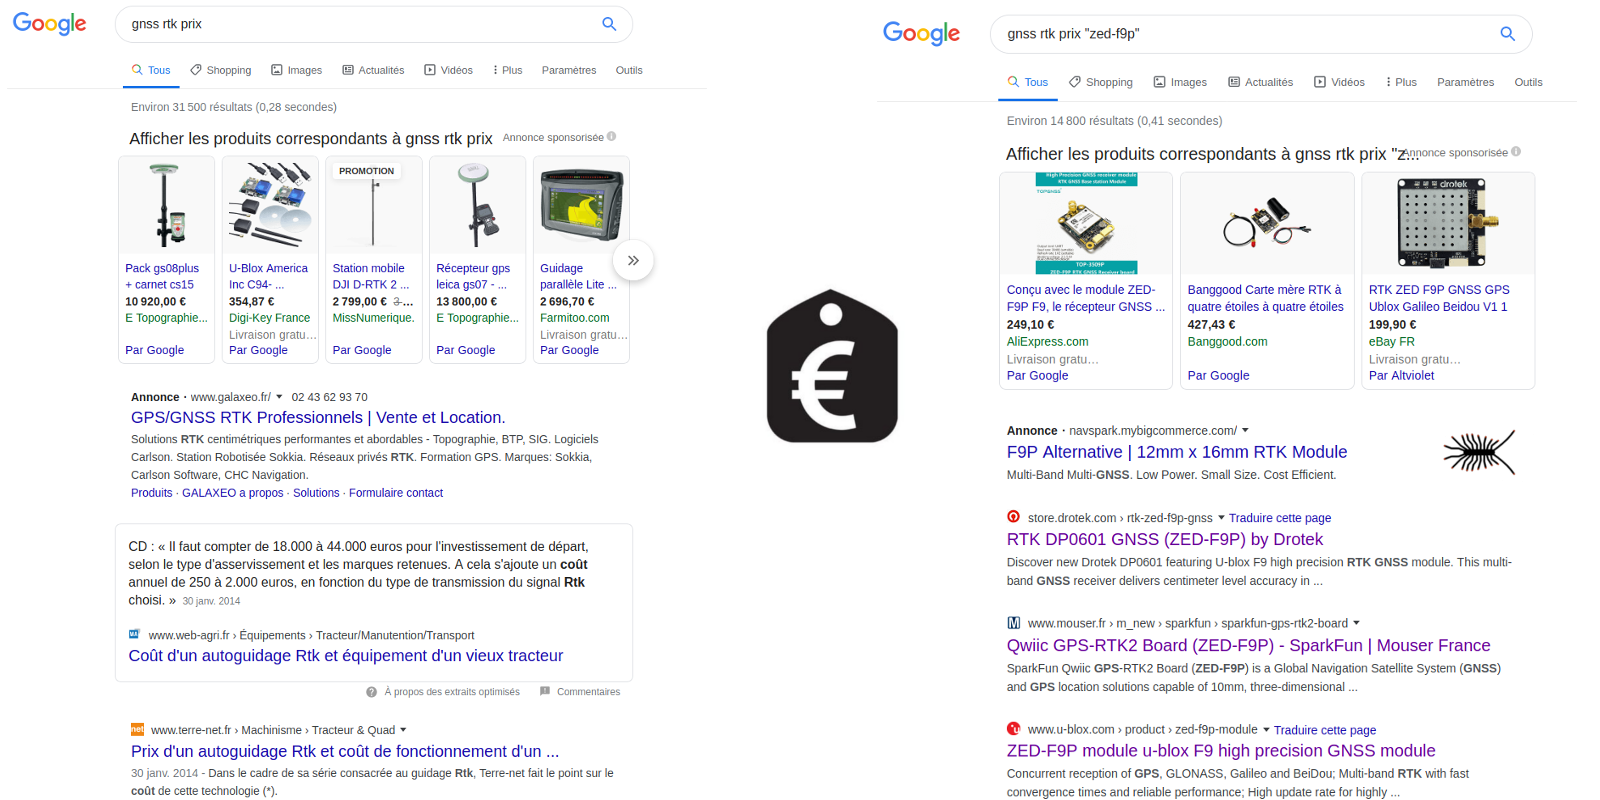 Google
gnss rtk prix
Tous
Shopping
Images
Actualités
Vidéos
Plus
Paramètres
Outils
Environ 31 500 résultats (0,28 secondes)
Afficher les produits correspondants à gnss rtk prix
Annonce sponsorisée
Pack gs08plus
+ carnet cs15
10 920,00 €
E Topographie...
Par Google
U-Blox America
Inc C94- ...
354,87 €
Digi-Key France
Livraison gratu...
Par Google
PROMOTION
Station mobile
DJI D-RTK 2 ...
2 799,00 € 3-...
MissNumerique.
Par Google
Récepteur gps
leica gs07 - ...
13 800,00 €
E Topographie...
Par Google
Guidage
parallèle Lite ...
2 696,70 €
Farmitoo.com
Livraison gratu...
Par Google
Annonce · www.galaxeo.fr/ 02 43 62 93 70
GPS/GNSS RTK Professionnels | Vente et Location.
Solutions RTK centimétriques performantes et abordables - Topographie, BTP, SIG. Logiciels
Carlson. Station Robotisée Sokkia. Réseaux privés RTK. Formation GPS. Marques: Sokkia,
Carlson Software, CHC Navigation.
Produits · GALAXEO a propos · Solutions · Formulaire contact
CD : « Il faut compter de 18.000 à 44.000 euros pour l'investissement de départ,
selon le type d'asservissement et les marques retenues. A cela s'ajoute un coût
annuel de 250 à 2.000 euros, en fonction du type de transmission du signal Rtk
choisi. » 30 janv. 2014
www.web-agri.fr › Équipements › Tracteur/Manutention/Transport
Coût d'un autoguidage Rtk et équipement d'un vieux tracteur
À propos des extraits optimisés
Commentaires
net
www.terre-net.fr › Machinisme › Tracteur & Quad
Prix d'un autoguidage Rtk et coût de fonctionnement d'un ...
30 janv. 2014 - Dans le cadre de sa série consacrée au guidage Rtk, Terre-net fait le point sur le
coût de cette technologie (*).
€
Google
gnss rtk prix "zed-f9p"
Tous
Shopping
Images
Actualités
Vidéos
Plus
Paramètres
Outils
Environ 14 800 résultats (0,41 secondes)
Afficher les produits correspondants à gnss rtk prix "z...
Annonce sponsorisée
High Precision GNSS receiver module
RTK GNSS Base station Module
TOPGNSS
ZED-F9P RTK GNSS Receiver board
Conçu avec le module ZED-
F9P F9, le récepteur GNSS ...
249,10 €
AliExpress.com
Livraison gratu...
Par Google
Banggood Carte mère RTK à
quatre étoiles à quatre étoiles
427,43 €
Banggood.com
Par Google
drotek
RTK ZED F9P GNSS GPS
Ublox Galileo Beidou V1 1
199,90 €
eBay FR
Livraison gratu...
Par Altviolet
Annonce · navspark.mybigcommerce.com/
F9P Alternative | 12mm x 16mm RTK Module
Multi-Band Multi-GNSS. Low Power. Small Size. Cost Efficient.
store.drotek.com › rtk-zed-f9p-gnss Traduire cette page
RTK DP0601 GNSS (ZED-F9P) by Drotek
Discover new Drotek DP0601 featuring U-blox F9 high precision RTK GNSS module. This multi-
band GNSS receiver delivers centimeter level accuracy in ...
M
www.mouser.fr › m_new › sparkfun › sparkfun-gps-rtk2-board
Qwiic GPS-RTK2 Board (ZED-F9P) - SparkFun | Mouser France
SparkFun Qwiic GPS-RTK2 Board (ZED-F9P) is a Global Navigation Satellite System (GNSS)
and GPS location solutions capable of 10mm, three-dimensional ...
www.u-blox.com › product › zed-f9p-module Traduire cette page
ZED-F9P module u-blox F9 high precision GNSS module
Concurrent reception of GPS, GLONASS, Galileo and BeiDou; Multi-band RTK with fast
convergence times and reliable performance; High update rate for highly ...